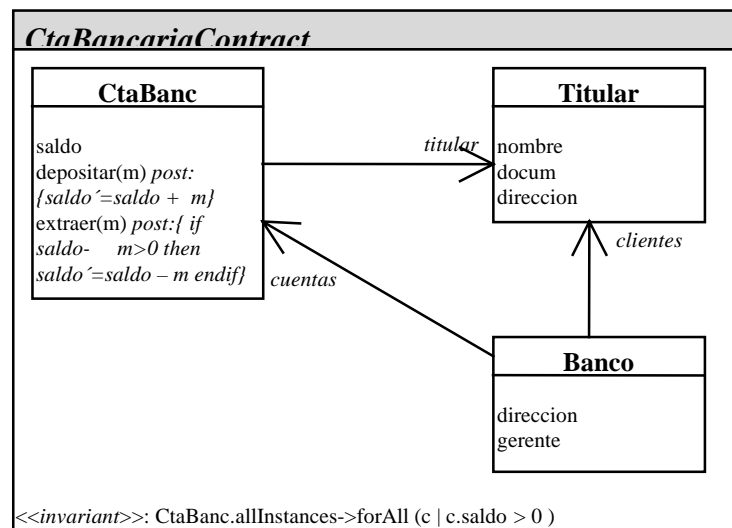 CtaBancariaContract
CtaBanc
saldo
depositar(m) post:
{saldo´=saldo + m}
extraer(m) post:{ if
saldo- m>0 then
saldo´=saldo – m endif}
titular
Titular
nombre
docum
direccion
clientes
cuentas
Banco
direccion
gerente
<<invariant>>: CtaBanc.allInstances->forAll (c | c.saldo > 0 )